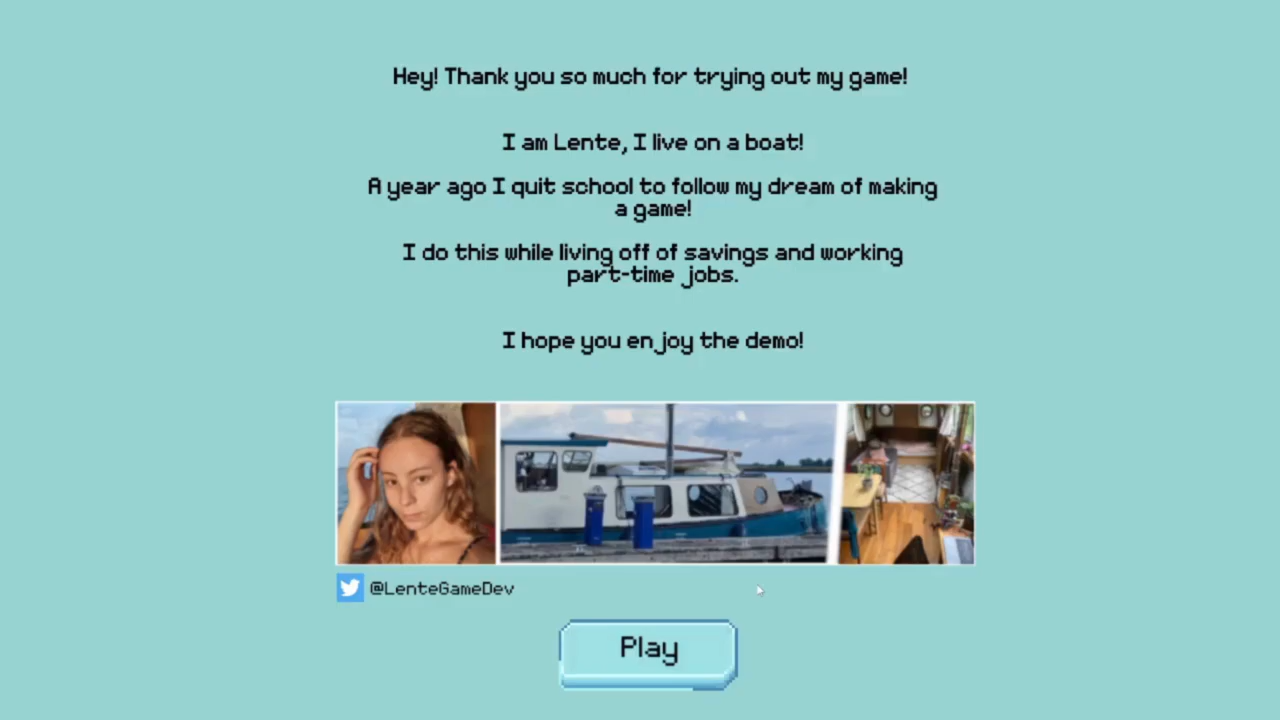 Hey! Thank you so much for trying out my game!
I am Lente, I live on a boat!
A year ago I quit school to follow my dream of making
a game!
I do this while living off of savings and working
part-time jobs.
I hope you enjoy the demo!
@LenteGameDev
Play